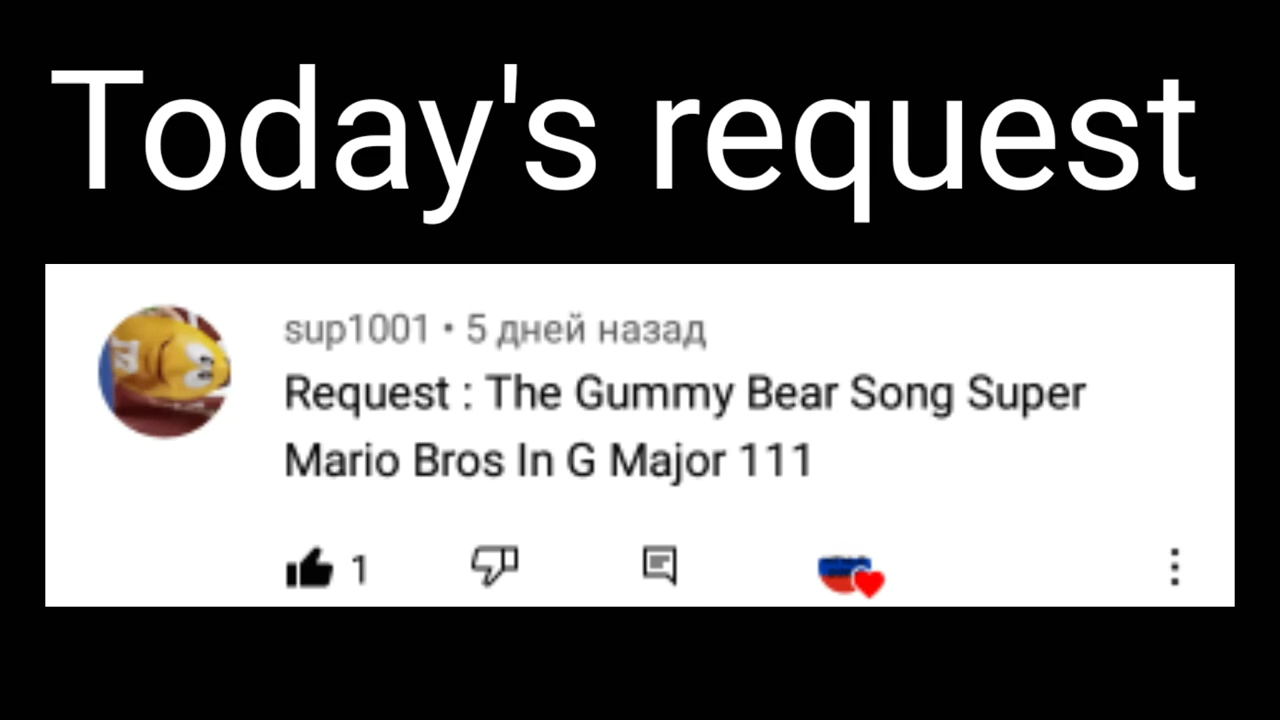 Today's request
sup1001 • 5 дней назад
Request : The Gummy Bear Song Super
Mario Bros In G Major 111
1